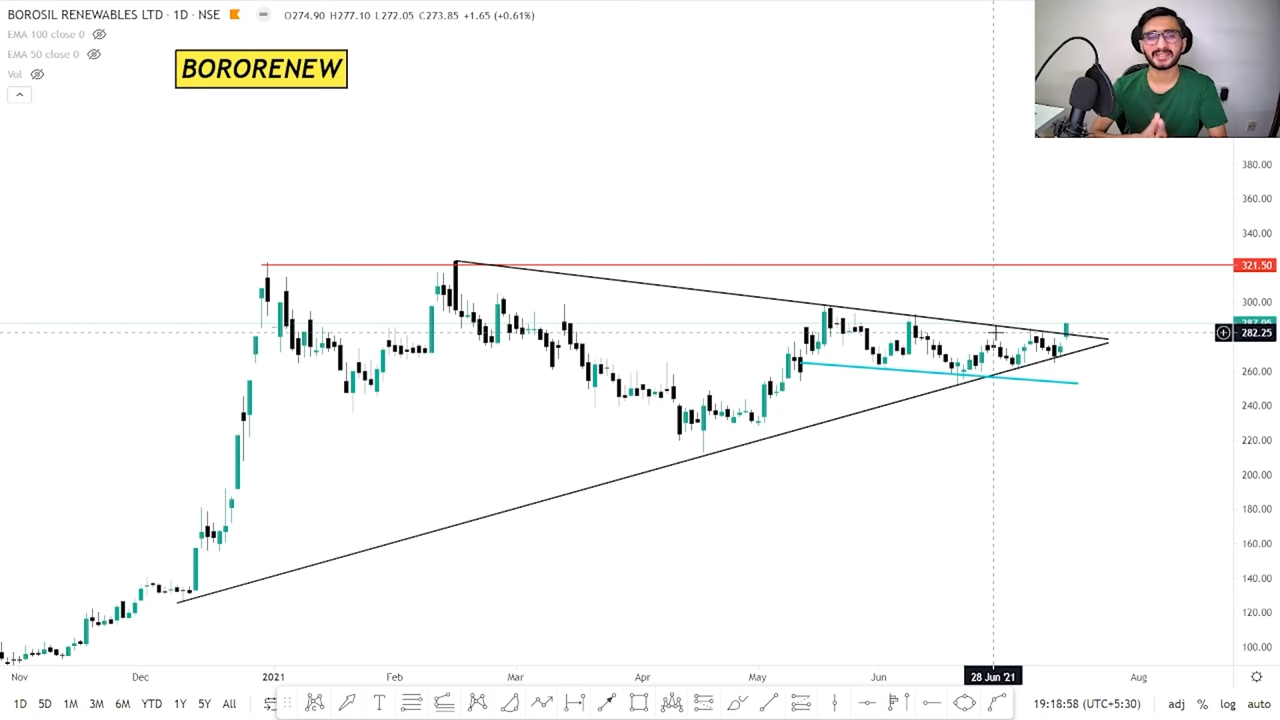 BOROSIL RENEWABLES LTD · 1D · NSE O274.90 H277.10 L272.05 C273.85 +1.65 (+0.61%)
EMA 100 close 0
EMA 50 close 0
Vol
BORORENEW
380.00
360.00
340.00
321.50
300.00
282.25
260.00
240.00
220.00
200.00
180.00
160.00
140.00
120.00
100.00
Nov Dec 2021 Feb Mar Apr May Jun 28 Jun '21 Aug
1D 5D 1M 3M 6M YTD 1Y 5Y All 19:18:58 (UTC+5:30) adj % log auto